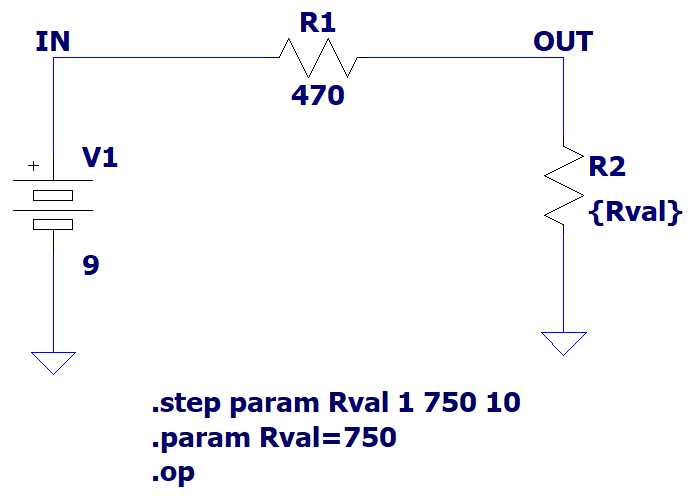 R1
IN
OUT
470
+
V1
R2
{Rval}
9
.step param Rval 1 750 10
.param Rval=750
.op